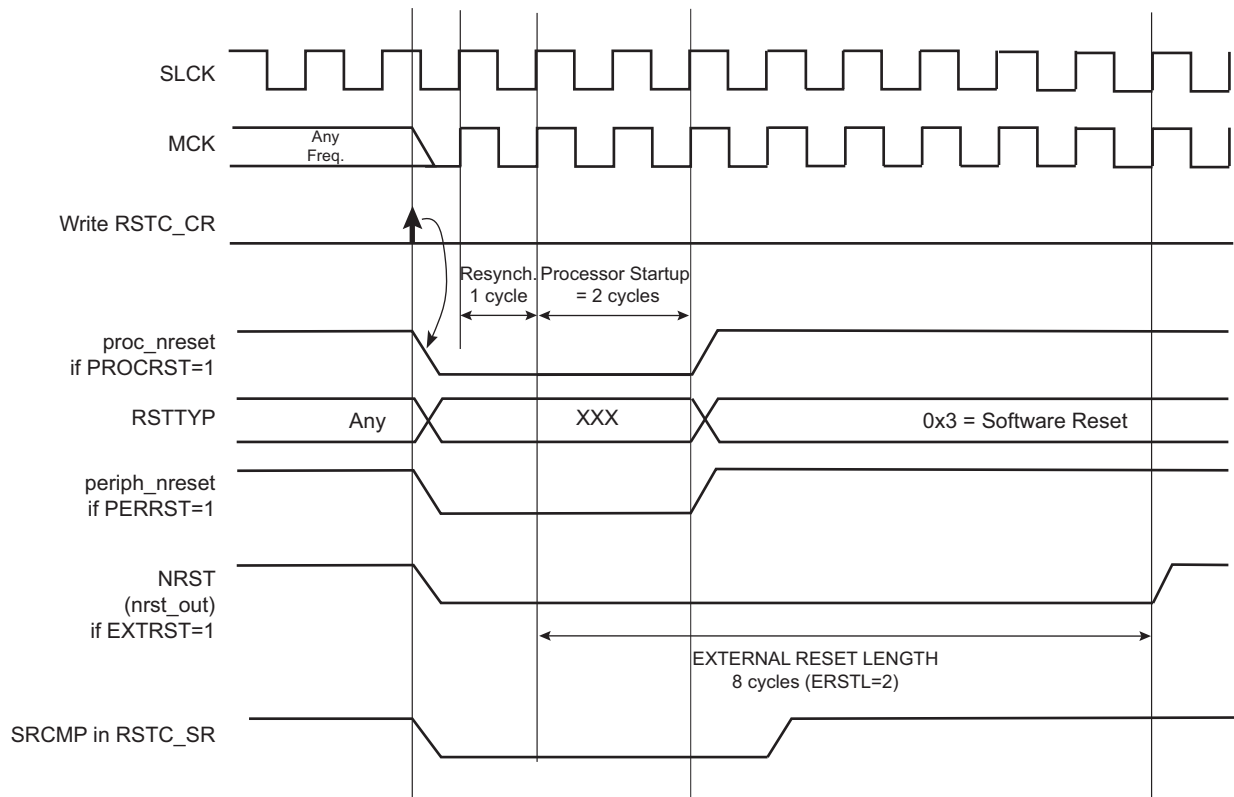 SLCK
MCK
Any
Freq.
Write RSTC_CR
Resynch.
1 cycle
Processor Startup
= 2 cycles
proc_nreset
if PROCRST=1
RSTTYP
Any
XXX
0x3 = Software Reset
periph_nreset
if PERRST=1
NRST
(nrst_out)
if EXTRST=1
EXTERNAL RESET LENGTH
8 cycles (ERSTL=2)
SRCMP in RSTC_SR